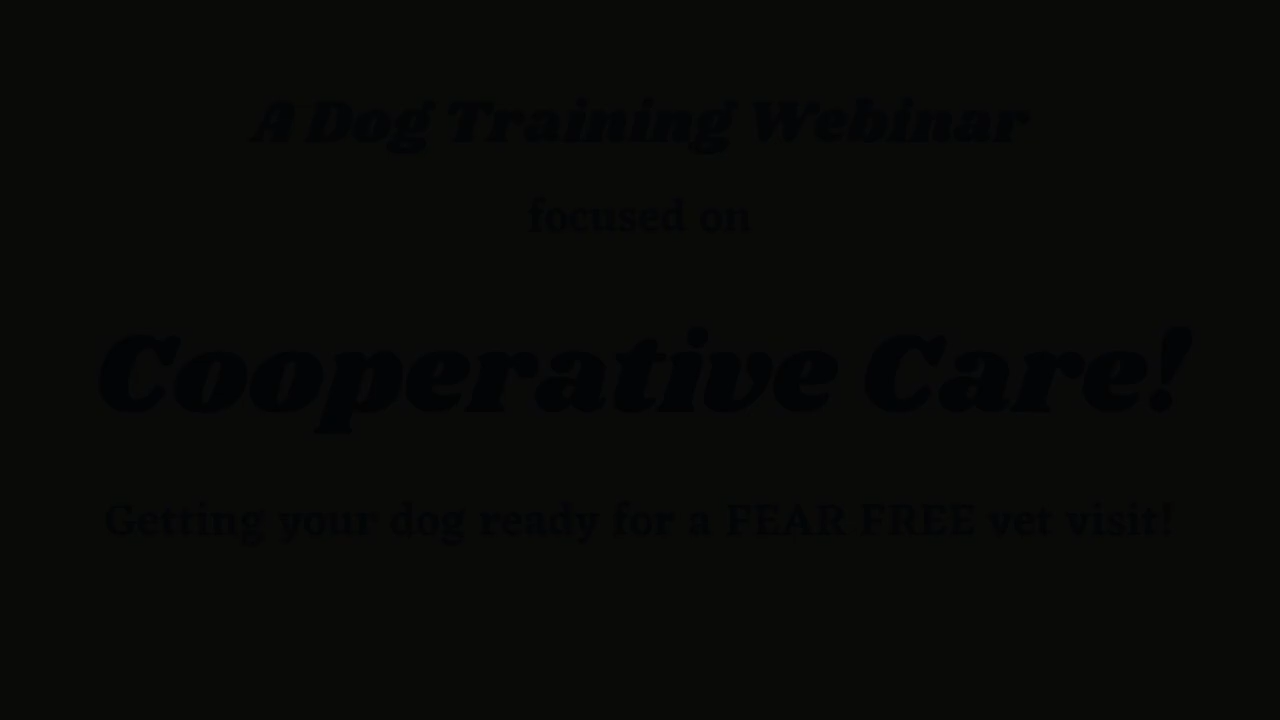 A Dog Training Webinar
focused on
Cooperative Care!
Getting your dog ready for a FEAR FREE vet visit!